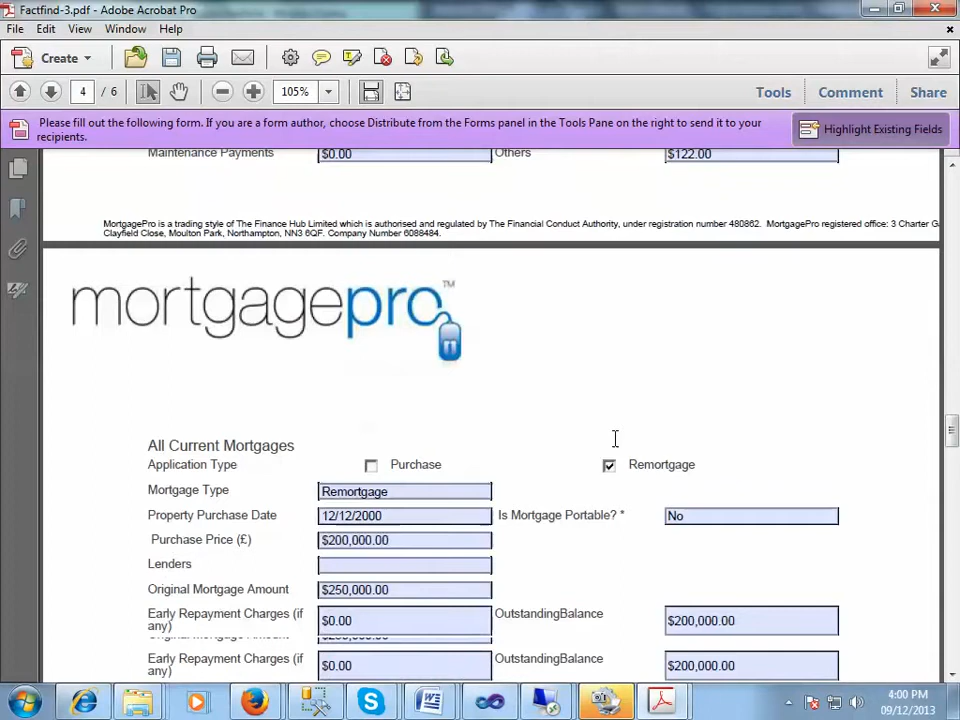 Factfind-3.pdf - Adobe Acrobat Pro
File Edit View Window Help
Create
4 / 6 105% Tools Comment Share
Please fill out the following form. If you are a form author, choose Distribute from the Forms panel in the Tools Pane on the right to send it to your
recipients.
Highlight Existing Fields
Maintenance Payments $0.00 Others $122.00
MortgagePro is a trading style of The Finance Hub Limited which is authorised and regulated by The Financial Conduct Authority, under registration number 480862. MortgagePro registered office: 3 Charter G
Clayfield Close, Moulton Park, Northampton, NN3 6QF. Company Number 6088484.
mortgagepro™
All Current Mortgages
Application Type Purchase Remortgage
Mortgage Type Remortgage
Property Purchase Date 12/12/2000 Is Mortgage Portable? * No
Purchase Price (£) $200,000.00
Lenders
Original Mortgage Amount $250,000.00
Early Repayment Charges (if
any) $0.00 OutstandingBalance $200,000.00
Original Mortgage Amount $250,000.00
Early Repayment Charges (if
any) $0.00 OutstandingBalance $200,000.00
4:00 PM
09/12/2013